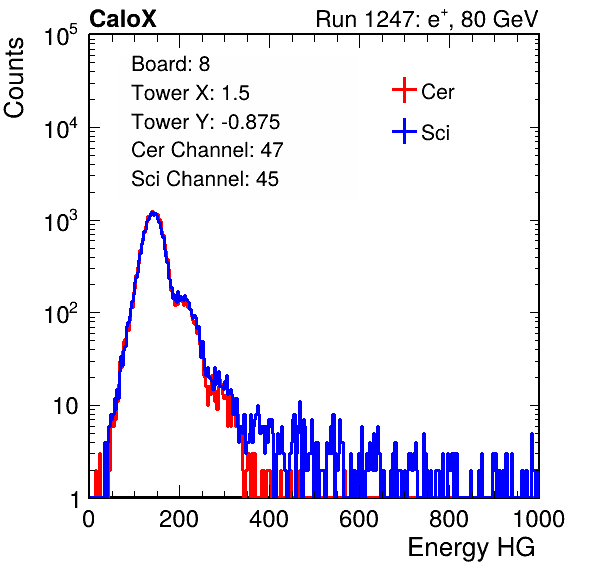 CaloX Run 1247: e⁺, 80 GeV
Counts
Board: 8
Tower X: 1.5
Tower Y: -0.875
Cer Channel: 47
Sci Channel: 45
Cer
Sci
10⁵
10⁴
10³
10²
10
1
0 200 400 600 800 1000
Energy HG